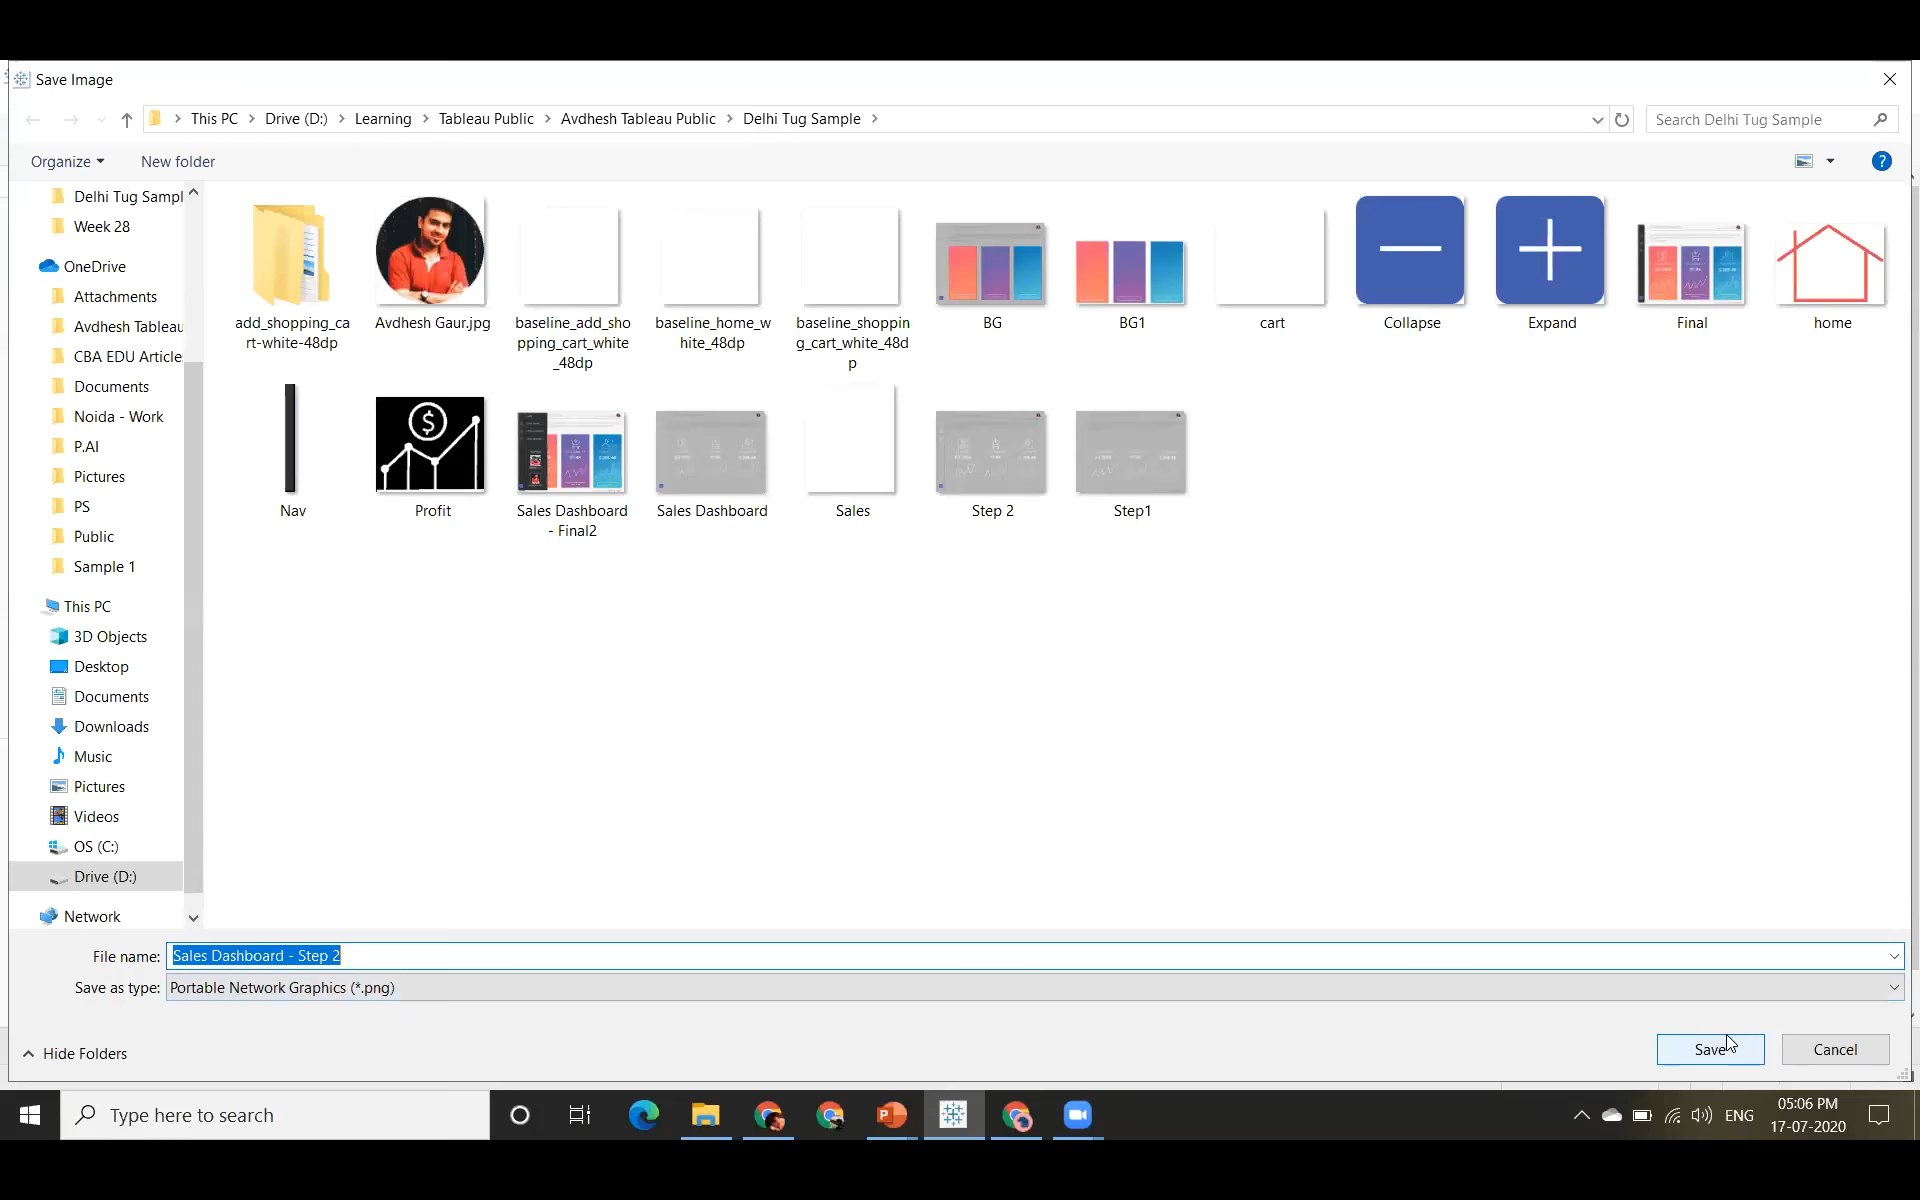 Save Image
This PC
Drive (D:)
Learning
Tableau Public
Avdhesh Tableau Public
Delhi Tug Sample
Search Delhi Tug Sample
Organize
New folder
Delhi Tug Sampl
Week 28
OneDrive
Attachments
Avdhesh Tableau
CBA EDU Article
Documents
Noida - Work
P.AI
Pictures
PS
Public
Sample 1
This PC
3D Objects
Desktop
Documents
Downloads
Music
Pictures
Videos
OS (C:)
Drive (D:)
Network
add_shopping_ca
rt-white-48dp
Avdhesh Gaur.jpg
baseline_add_sho
pping_cart_white
_48dp
baseline_home_w
hite_48dp
baseline_shoppin
g_cart_white_48d
p
BG
BG1
cart
Collapse
Expand
Final
home
Nav
Profit
Sales Dashboard
- Final2
Sales Dashboard
Sales
Step 2
Step1
File name:
Sales Dashboard - Step 2
Save as type:
Portable Network Graphics (*.png)
Hide Folders
Save
Cancel
Type here to search
ENG
05:06 PM
17-07-2020